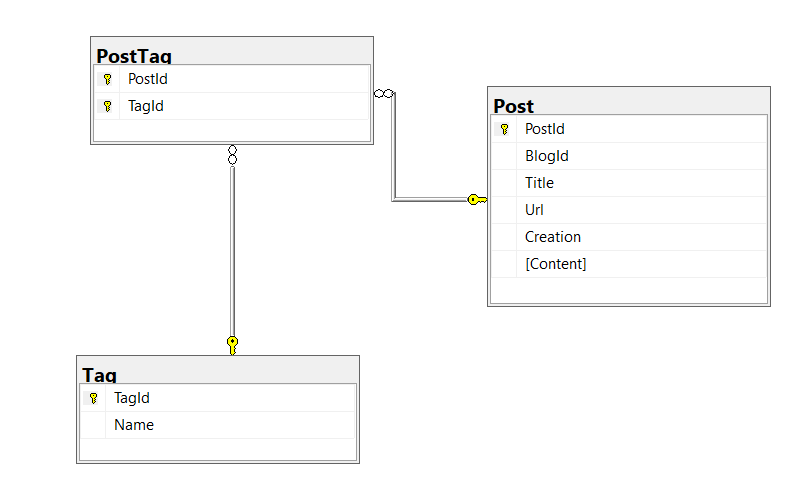 PostTag
PostId
TagId
Post
PostId
BlogId
Title
Url
Creation
[Content]
Tag
TagId
Name